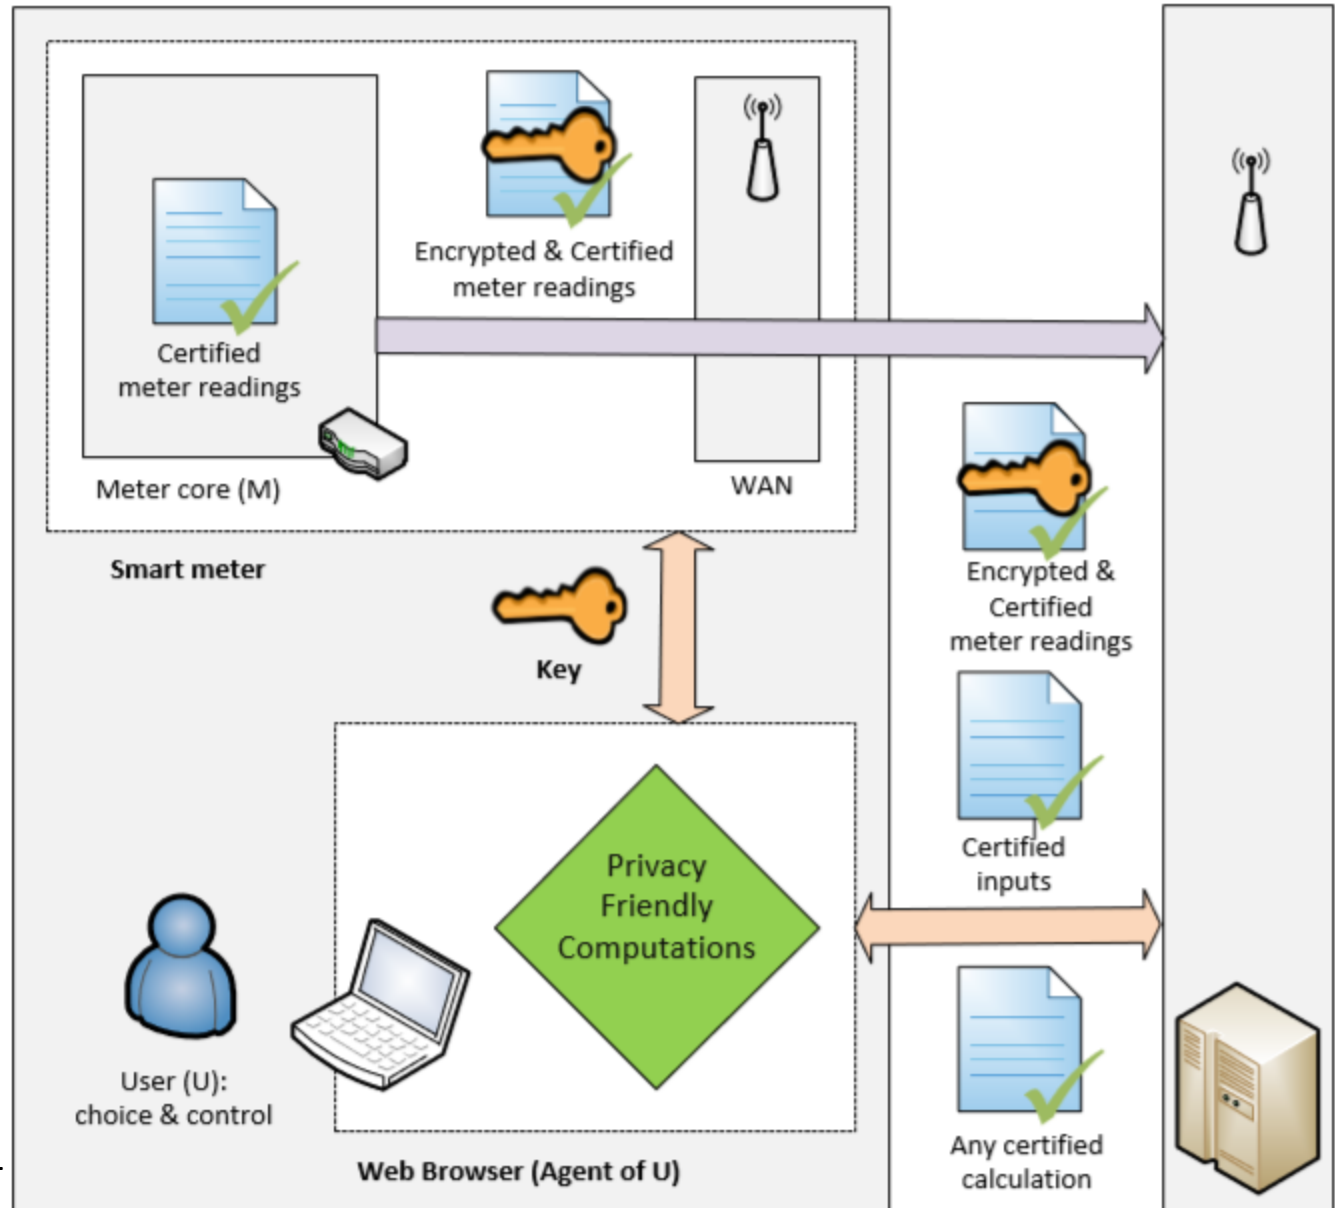 Encrypted & Certified
meter readings
Certified
meter readings
Meter core (M)
WAN
Smart meter
Key
Encrypted &
Certified
meter readings
Certified
inputs
Privacy
Friendly
Computations
User (U):
choice & control
Any certified
calculation
Web Browser (Agent of U)